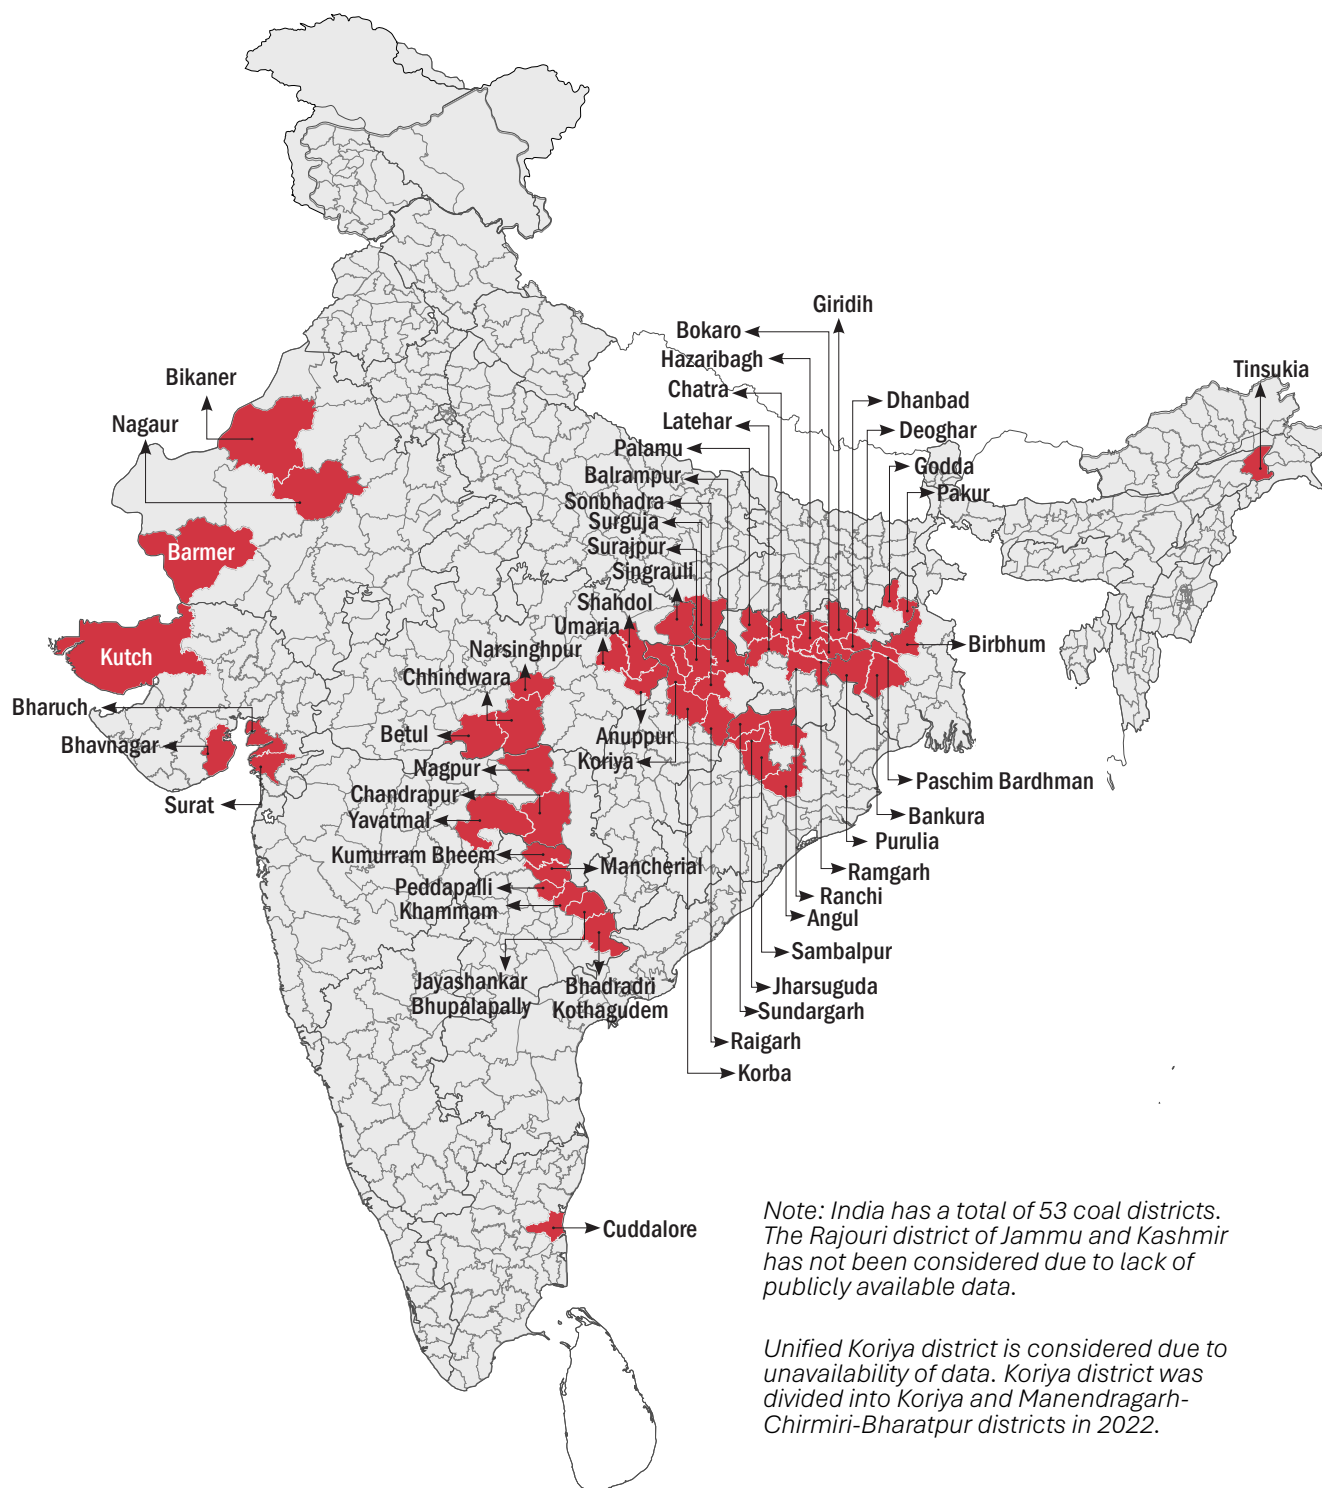 Giridih
Bokaro
Hazaribagh
Tinsukia
Bikaner
Chatra
Dhanbad
Nagaur
Latehar
Deoghar
Palamu
Godda
Balrampur
Pakur
Sonbhadra
Surguja
Surajpur
Barmer
Singrauli
Shahdol
Umaria
Birbhum
Narsinghpur
Kutch
Chhindwara
Bharuch
Betul
Anuppur
Bhavnagar
Koriya
Nagpur
Paschim Bardhman
Chandrapur
Surat
Bankura
Yavatmal
Purulia
Kumurram Bheem
Mancherial
Ramgarh
Peddapalli
Ranchi
Khammam
Angul
Sambalpur
Jayashankar
Bhupalapally
Bhadradri
Kothagudem
Jharsuguda
Sundargarh
Raigarh
Korba
Cuddalore
Note: India has a total of 53 coal districts.
The Rajouri district of Jammu and Kashmir
has not been considered due to lack of
publicly available data.
Unified Koriya district is considered due to
unavailability of data. Koriya district was
divided into Koriya and Manendragarh-
Chirmiri-Bharatpur districts in 2022.